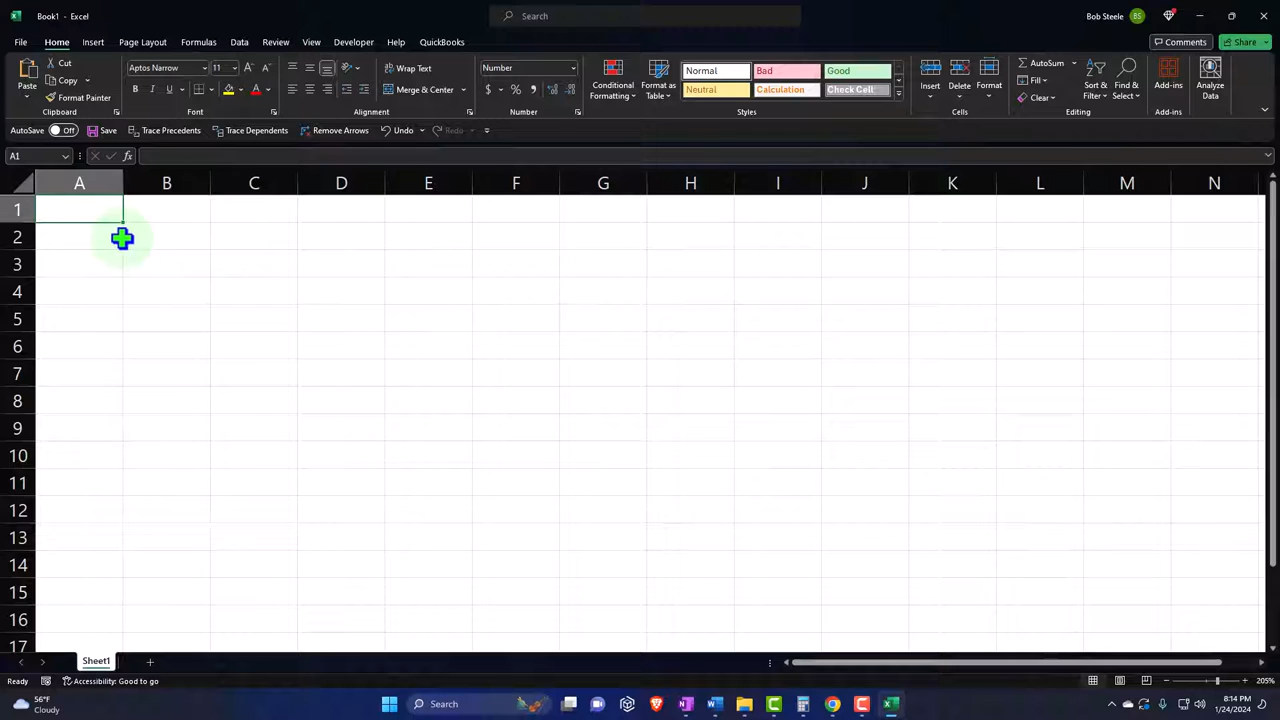 Book1 - Excel
Search
Bob Steele BS
File Home Insert Page Layout Formulas Data Review View Developer Help QuickBooks
Comments Share
Paste
Cut
Copy
Format Painter
Clipboard
Aptos Narrow 11
B I U
Font
Wrap Text
Merge & Center
Alignment
Number
$ % 9
Number
Conditional Formatting
Format as Table
Normal Bad Good
Neutral Calculation Check Cell
Styles
Insert Delete Format
Cells
AutoSum
Fill
Clear
Sort & Filter
Find & Select
Editing
Add-ins
Add-ins
Analyze Data
AutoSave Off Save Trace Precedents Trace Dependents Remove Arrows Undo Redo
A1 fx
A B C D E F G H I J K L M N
1
2
3
4
5
6
7
8
9
10
11
12
13
14
15
16
17
Sheet1
Ready Accessibility: Good to go 205%
56°F
Cloudy
Search
8:14 PM
1/24/2024